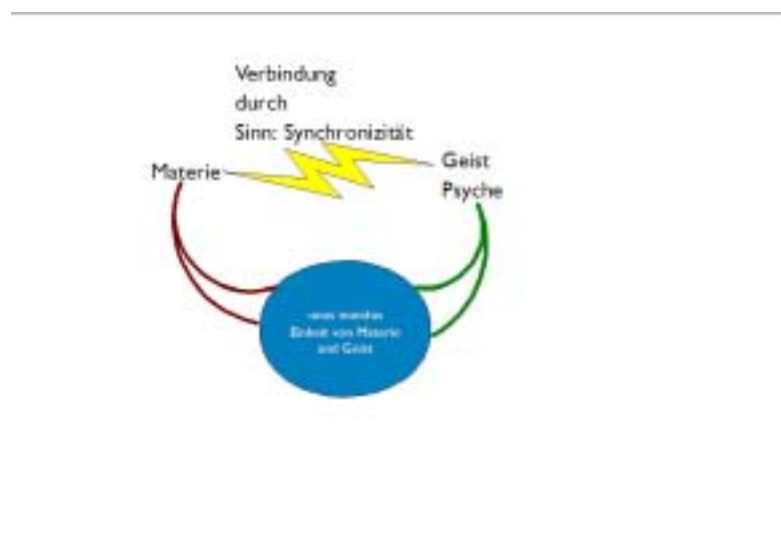 Verbindung
durch
Sinn: Synchronizität
Materie
Geist
Psyche
unus mundus
Einheit von Materie
und Geist